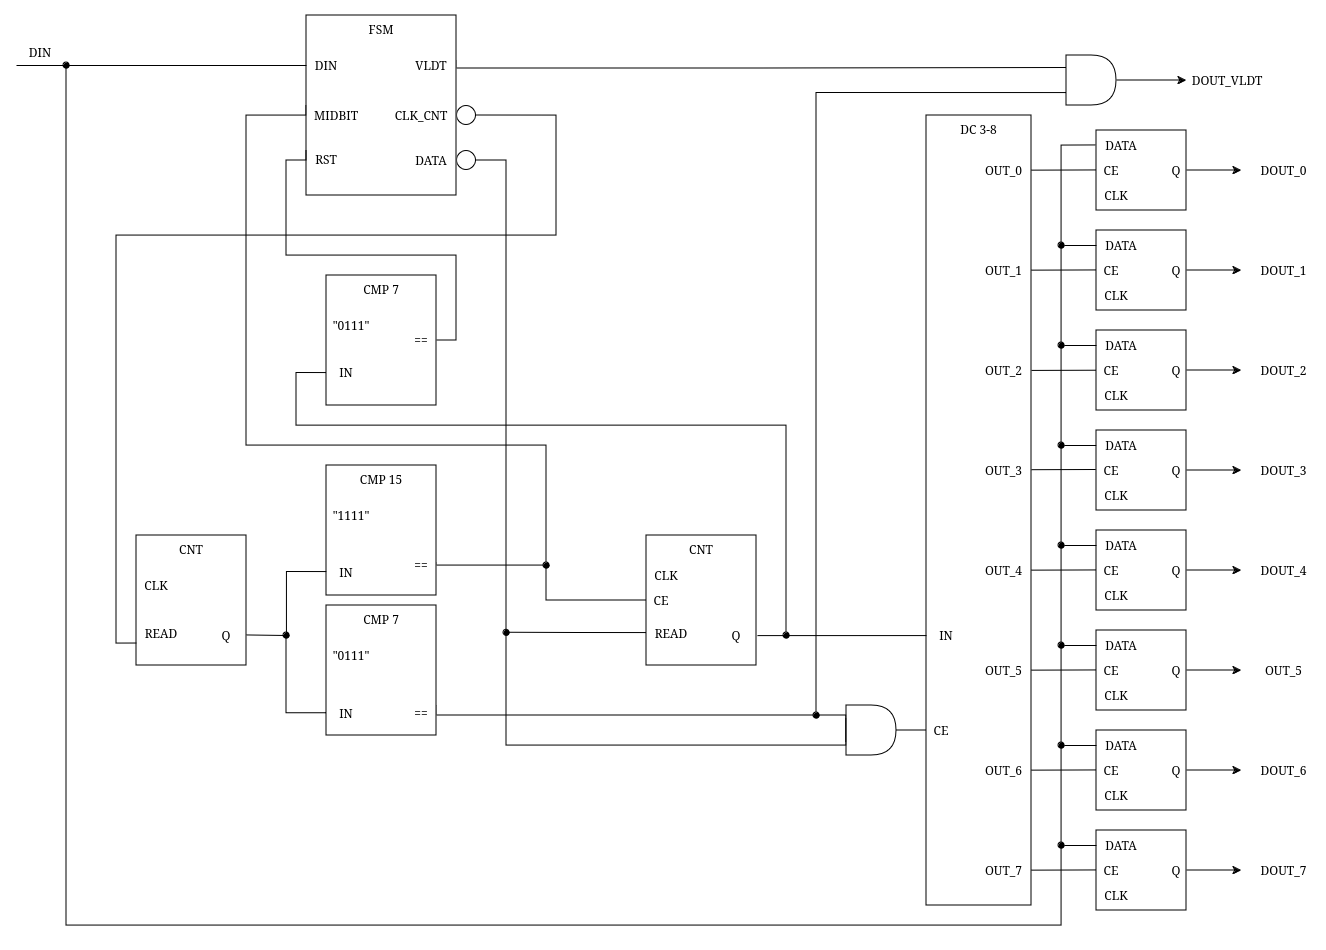 DIN
FSM
DIN VLDT
MIDBIT CLK_CNT
RST DATA
DOUT_VLDT
DC 3-8
DATA
OUT_0 CE Q DOUT_0
CLK
DATA
OUT_1 CE Q DOUT_1
CLK
CMP 7
"0111"
==
IN
DATA
OUT_2 CE Q DOUT_2
CLK
DATA
OUT_3 CE Q DOUT_3
CLK
CMP 15
"1111"
==
IN
CNT
CLK
READ Q
CNT
CLK
CE
READ Q
IN
DATA
OUT_4 CE Q DOUT_4
CLK
CMP 7
"0111"
IN ==
CE
DATA
OUT_5 CE Q OUT_5
CLK
DATA
OUT_6 CE Q DOUT_6
CLK
DATA
OUT_7 CE Q DOUT_7
CLK